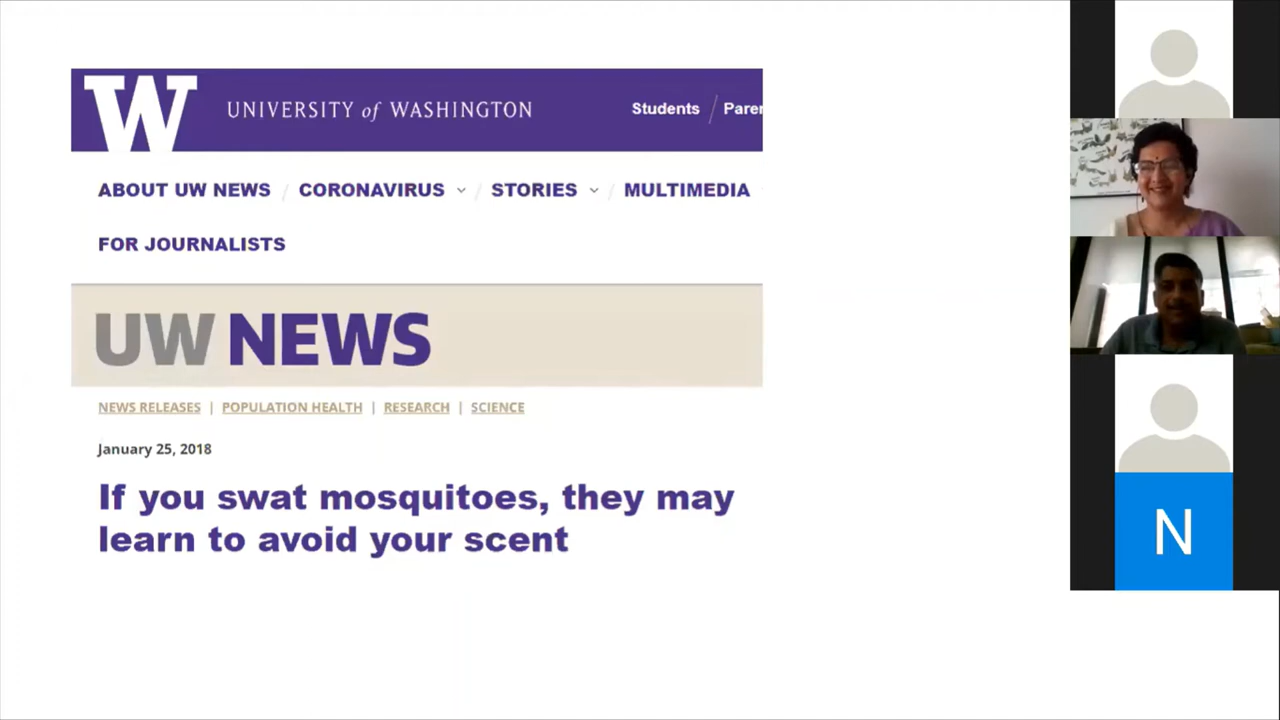 W UNIVERSITY of WASHINGTON Students Paren
ABOUT UW NEWS / CORONAVIRUS / STORIES / MULTIMEDIA
FOR JOURNALISTS
UW NEWS
NEWS RELEASES | POPULATION HEALTH | RESEARCH | SCIENCE
January 25, 2018
If you swat mosquitoes, they may
learn to avoid your scent
N